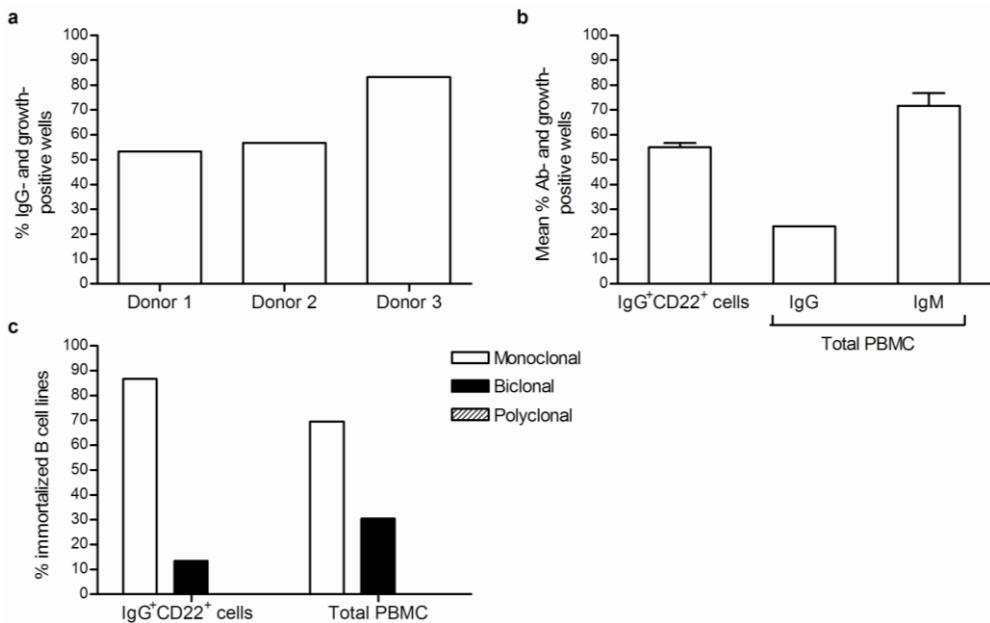 a
100
90
80
70
60
50
40
30
20
10
0
% IgG- and growth-
positive wells
Donor 1 Donor 2 Donor 3
b
100
90
80
70
60
50
40
30
20
10
0
Mean % Ab- and growth-
positive wells
IgG⁺CD22⁺ cells IgG IgM
Total PBMC
c
100
90
80
70
60
50
40
30
20
10
0
% immortalized B cell lines
IgG⁺CD22⁺ cells Total PBMC
Monoclonal
Biclonal
Polyclonal